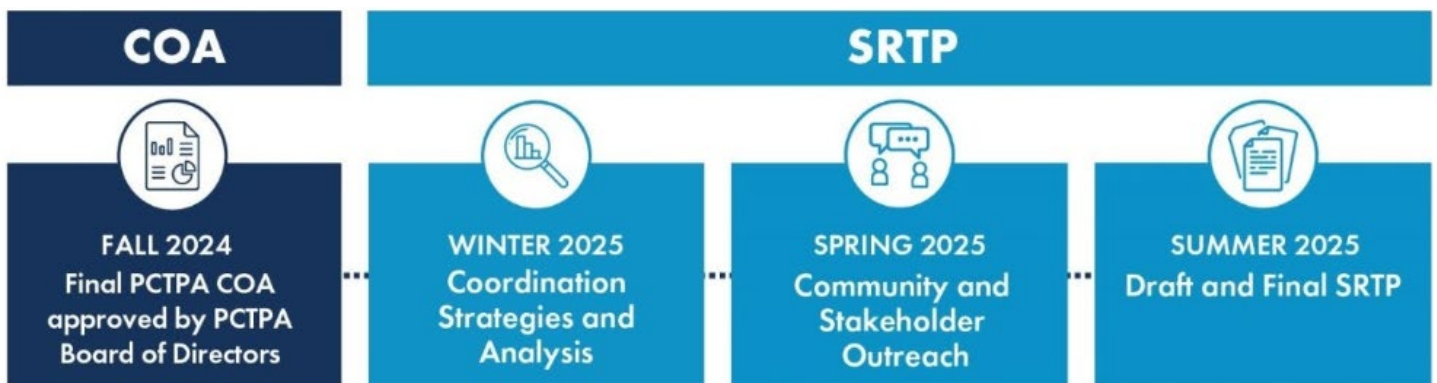 COA
SRTP
FALL 2024
Final PCTPA COA
approved by PCTPA
Board of Directors
WINTER 2025
Coordination
Strategies and
Analysis
SPRING 2025
Community and
Stakeholder
Outreach
SUMMER 2025
Draft and Final SRTP